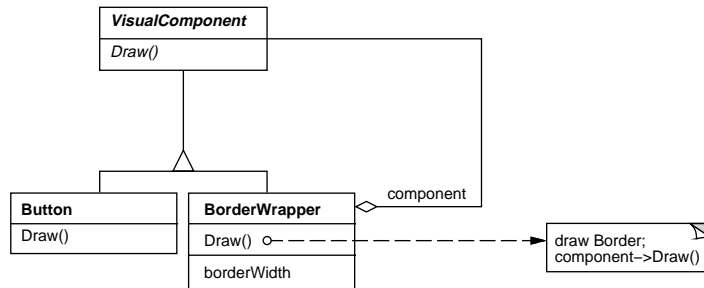 VisualComponent
Draw()
component
Button
Draw()
BorderWrapper
Draw()
borderWidth
draw Border;
component–>Draw()